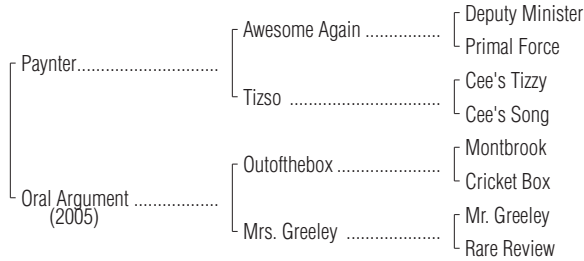 Deputy Minister
Awesome Again ..................
Primal Force
Paynter.................................
Cee's Tizzy
Tizso ....................................
Cee's Song
Montbrook
Outofthebox .........................
Cricket Box
Oral Argument ....................
(2005)
Mr. Greeley
Mrs. Greeley ......................
Rare Review